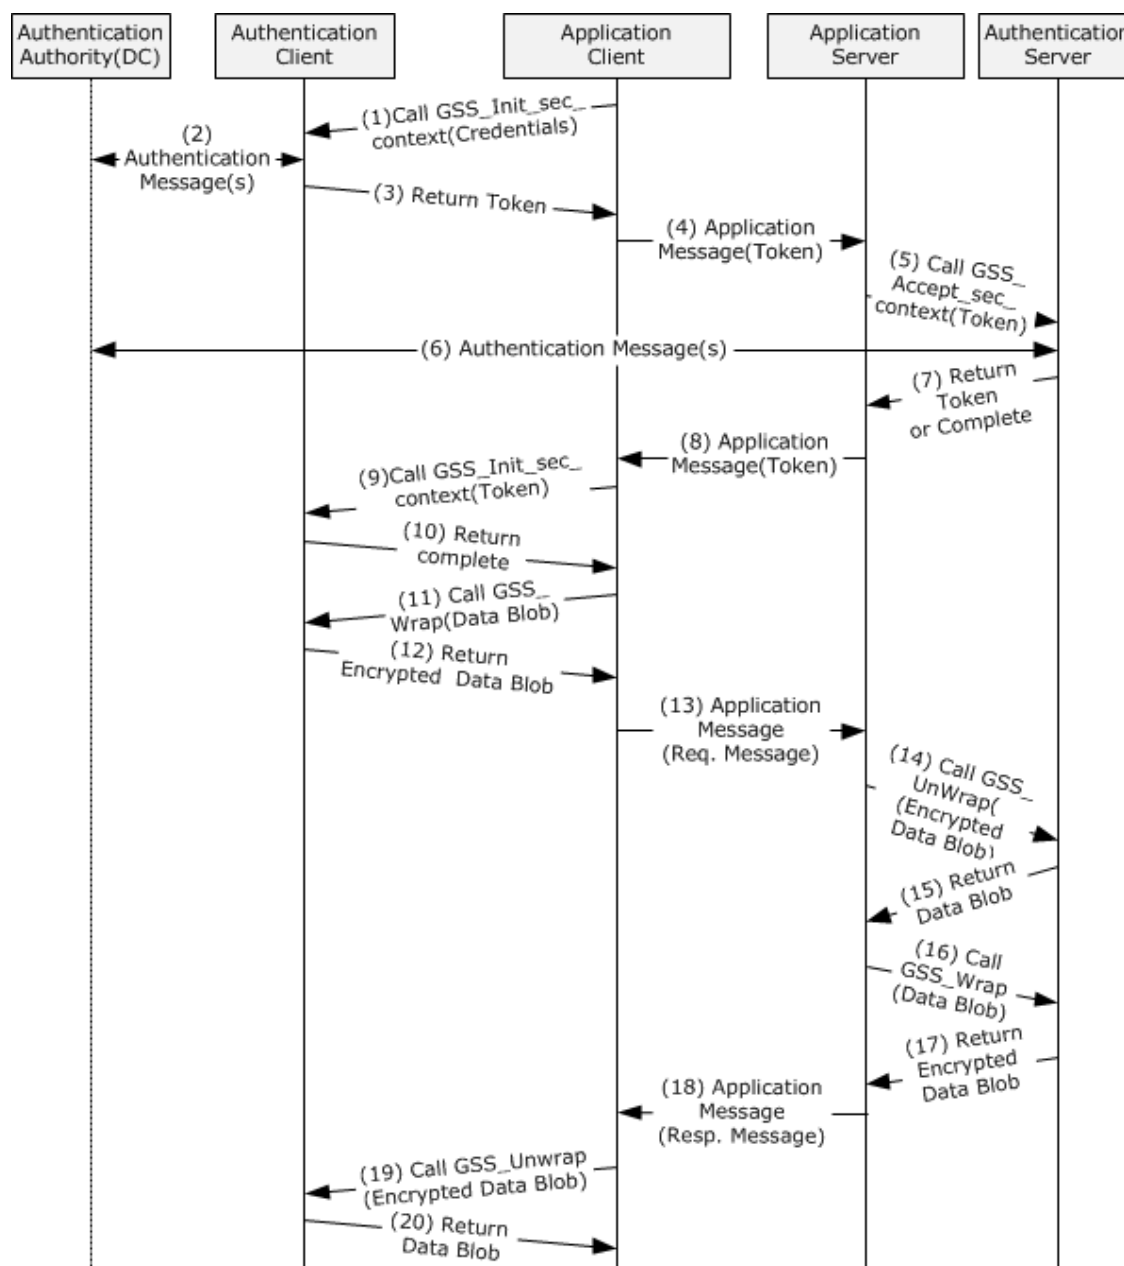 Authentication
Authority(DC)
Authentication
Client
Application
Client
Application
Server
Authentication
Server
(1)Call GSS_Init_sec_
context(Credentials)
(2)
Authentication
Message(s)
(3) Return Token
(4) Application
Message(Token)
(5) Call GSS_
Accept_sec_
context(Token)
(6) Authentication Message(s)
(7) Return
Token
or Complete
(8) Application
Message(Token)
(9)Call GSS_Init_sec_
context(Token)
(10) Return
complete
(11) Call GSS_
Wrap(Data Blob)
(12) Return
Encrypted Data Blob
(13) Application
Message
(Req. Message)
(14) Call GSS_
UnWrap(
(Encrypted
Data Blob)
(15) Return
Data Blob
(16) Call
GSS_Wrap
(Data Blob)
(17) Return
Encrypted
Data Blob
(18) Application
Message
(Resp. Message)
(19) Call GSS_Unwrap
(Encrypted Data Blob)
(20) Return
Data Blob